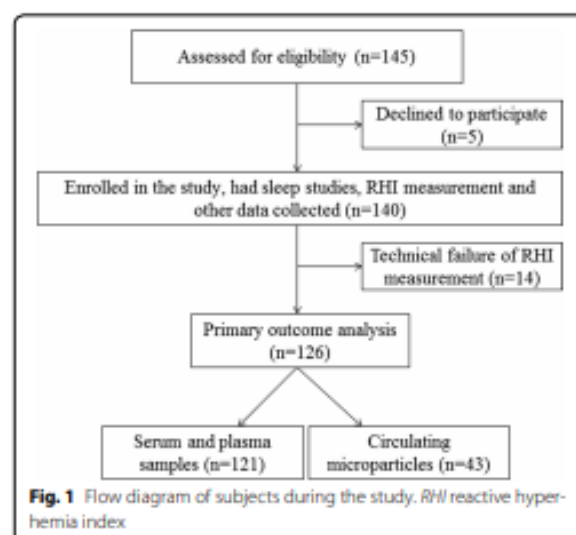 Assessed for eligibility (n=145)
Declined to participate
(n=5)
Enrolled in the study, had sleep studies, RHI measurement and
other data collected (n=140)
Technical failure of RHI
measurement (n=14)
Primary outcome analysis
(n=126)
Serum and plasma
samples (n=121)
Circulating
microparticles (n=43)
Fig. 1 Flow diagram of subjects during the study. RHI reactive hyper-
hemia index